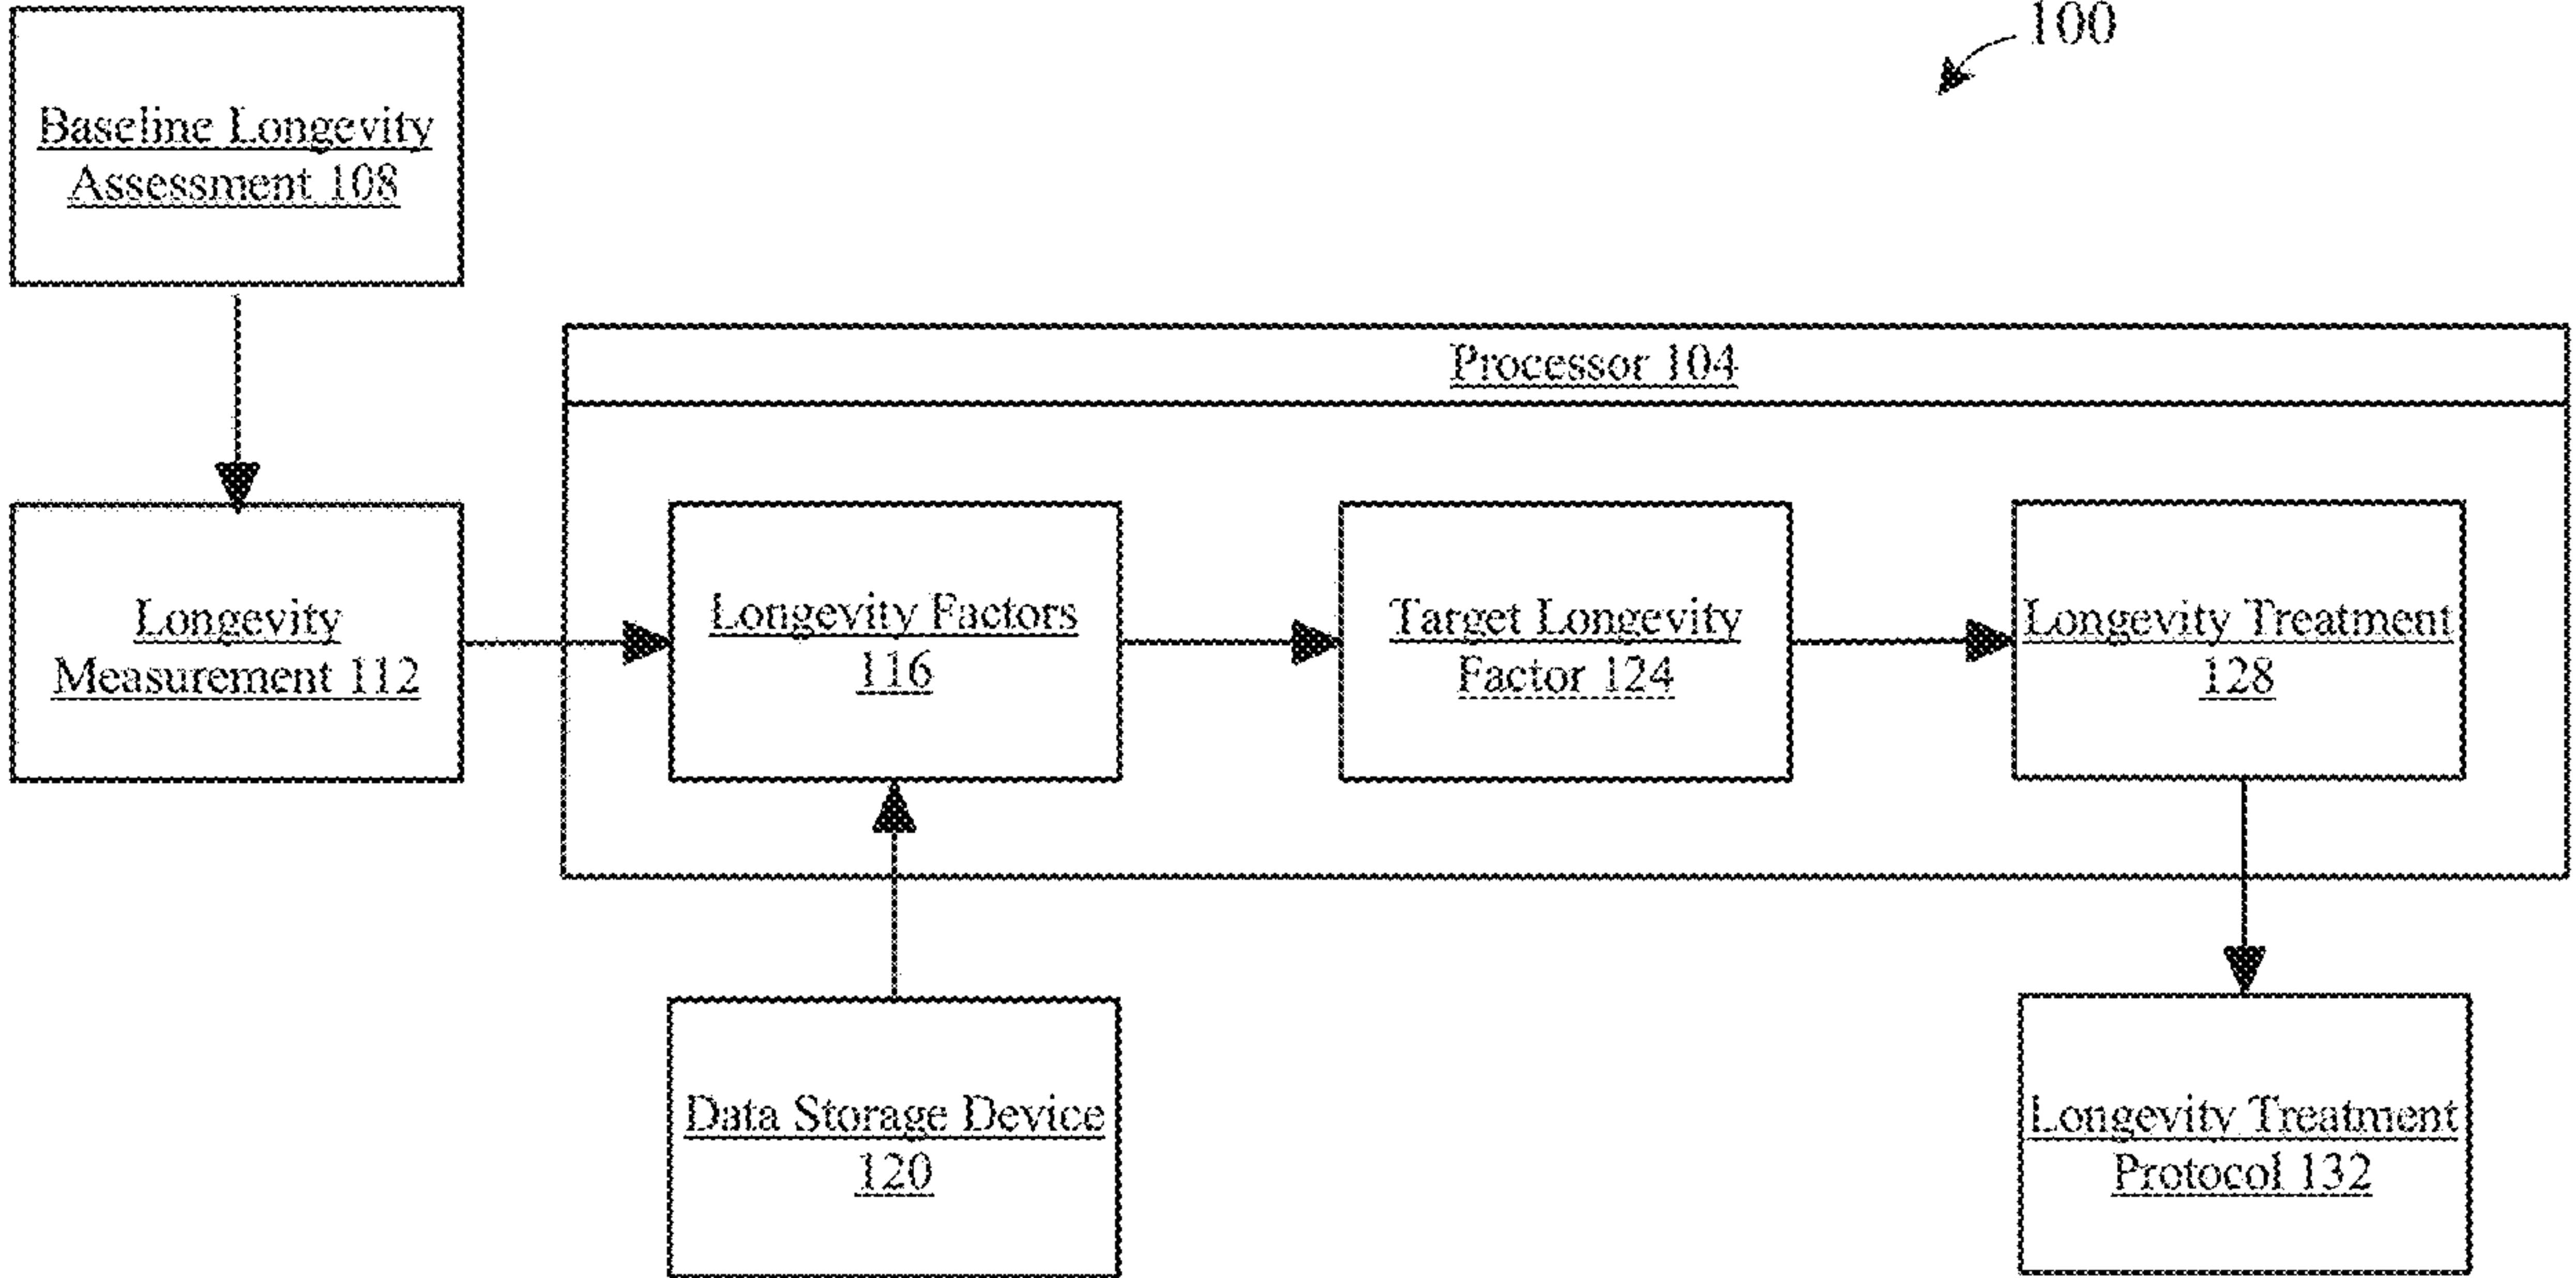 100
Baseline Longevity
Assessment 108
Processor 104
Longevity
Measurement 112
Longevity Factors
116
Target Longevity
Factor 124
Longevity Treatment
128
Data Storage Device
120
Longevity Treatment
Protocol 132